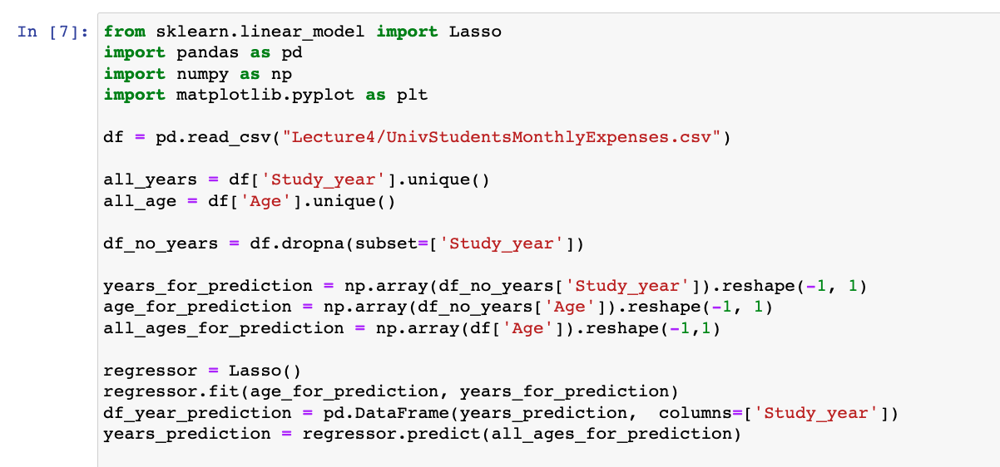 In [7]: from sklearn.linear_model import Lasso
import pandas as pd
import numpy as np
import matplotlib.pyplot as plt
df = pd.read_csv("Lecture4/UnivStudentsMonthlyExpenses.csv")
all_years = df['Study_year'].unique()
all_age = df['Age'].unique()
df_no_years = df.dropna(subset=['Study_year'])
years_for_prediction = np.array(df_no_years['Study_year']).reshape(-1, 1)
age_for_prediction = np.array(df_no_years['Age']).reshape(-1, 1)
all_ages_for_prediction = np.array(df['Age']).reshape(-1,1)
regressor = Lasso()
regressor.fit(age_for_prediction, years_for_prediction)
df_year_prediction = pd.DataFrame(years_prediction,  columns=['Study_year'])
years_prediction = regressor.predict(all_ages_for_prediction)